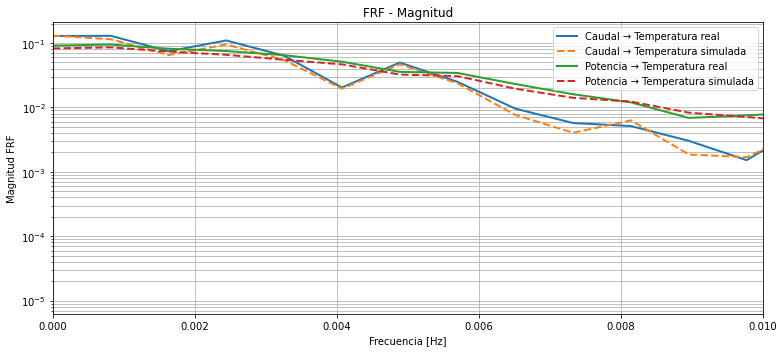 FRF - Magnitud
Caudal → Temperatura real
Caudal → Temperatura simulada
Potencia → Temperatura real
Potencia → Temperatura simulada
Magnitud FRF
10⁻¹
10⁻²
10⁻³
10⁻⁴
10⁻⁵
0.000 0.002 0.004 0.006 0.008 0.010
Frecuencia [Hz]